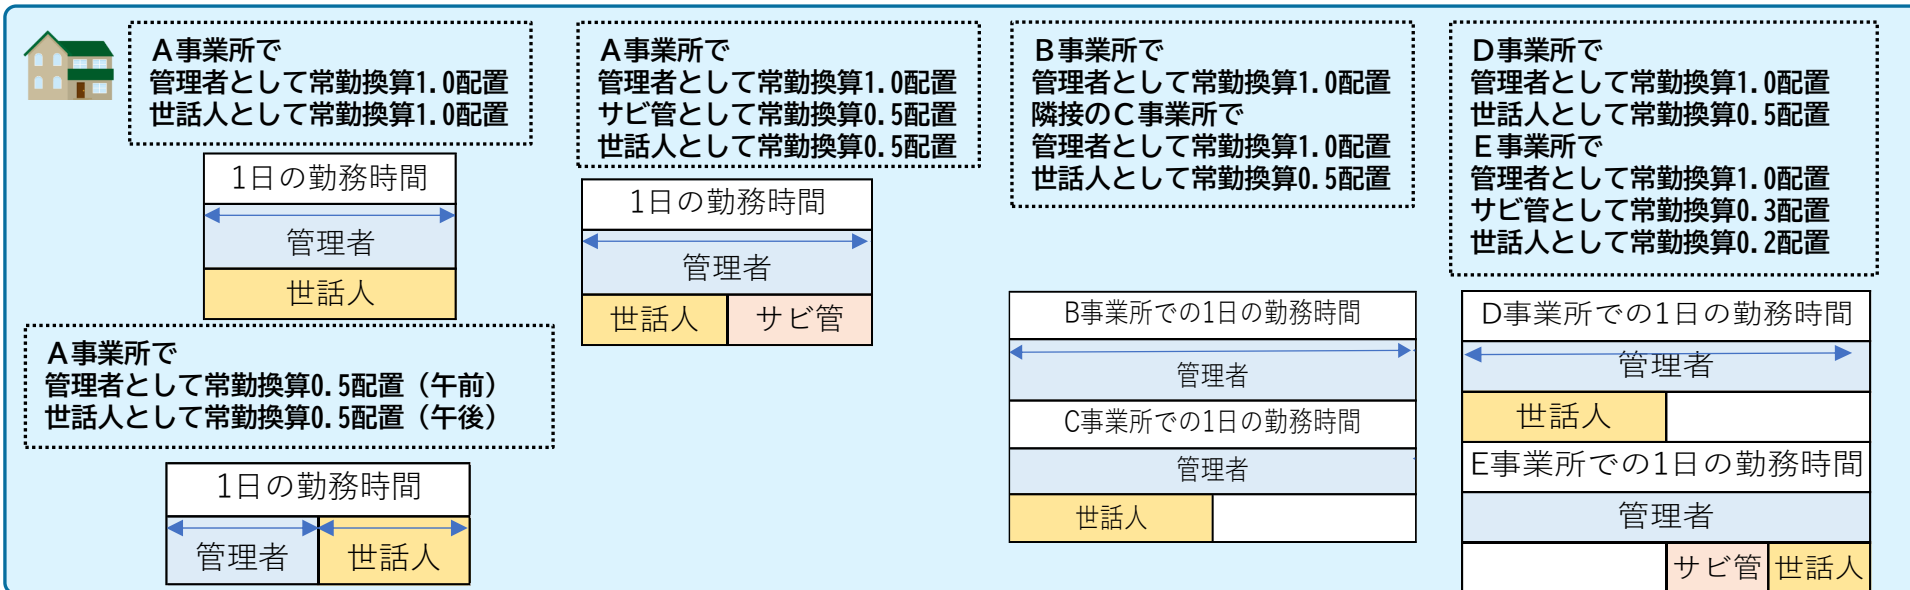 A事業所で
管理者として常勤換算1.0配置
世話人として常勤換算1.0配置
1日の勤務時間
管理者
世話人
A事業所で
管理者として常勤換算0.5配置（午前）
世話人として常勤換算0.5配置（午後）
1日の勤務時間
管理者 世話人
A事業所で
管理者として常勤換算1.0配置
サビ管として常勤換算0.5配置
世話人として常勤換算0.5配置
1日の勤務時間
管理者
世話人 サビ管
B事業所で
管理者として常勤換算1.0配置
隣接のC事業所で
管理者として常勤換算1.0配置
世話人として常勤換算0.5配置
B事業所での1日の勤務時間
管理者
C事業所での1日の勤務時間
管理者
世話人
D事業所で
管理者として常勤換算1.0配置
世話人として常勤換算0.5配置
E事業所で
管理者として常勤換算1.0配置
サビ管として常勤換算0.3配置
世話人として常勤換算0.2配置
D事業所での1日の勤務時間
管理者
世話人
E事業所での1日の勤務時間
管理者
サビ管 世話人